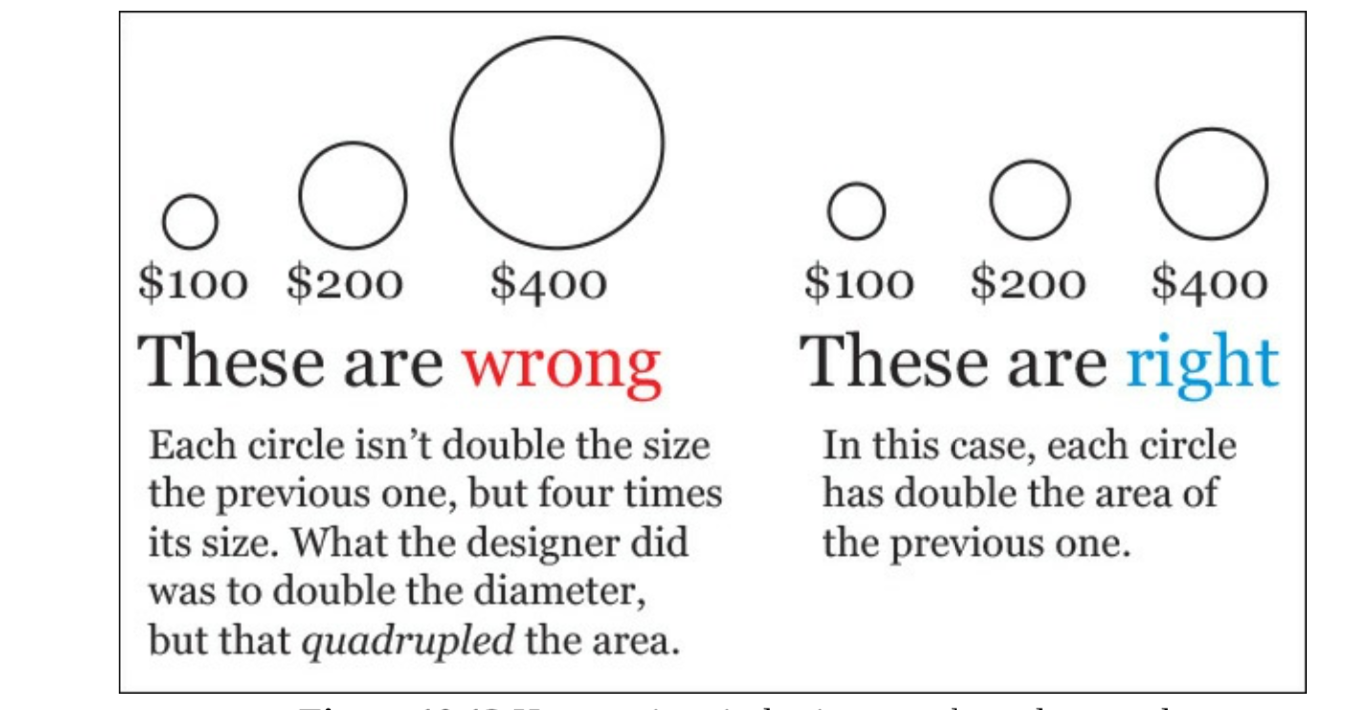 $100 $200 $400
These are wrong
Each circle isn’t double the size
the previous one, but four times
its size. What the designer did
was to double the diameter,
but that quadrupled the area.
$100 $200 $400
These are right
In this case, each circle
has double the area of
the previous one.